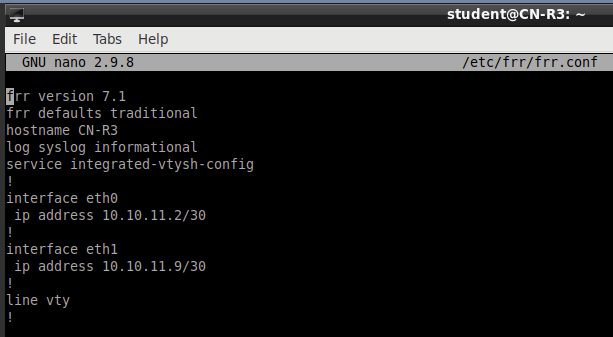 student@CN-R3: ~
File Edit Tabs Help
GNU nano 2.9.8 /etc/frr/frr.conf
frr version 7.1
frr defaults traditional
hostname CN-R3
log syslog informational
service integrated-vtysh-config
!
interface eth0
 ip address 10.10.11.2/30
!
interface eth1
 ip address 10.10.11.9/30
!
line vty
!